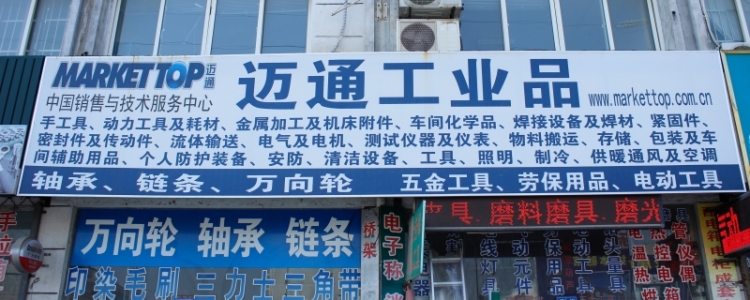 MARKET TOP 迈通
中国销售与技术服务中心
迈通工业品
www.markettop.com.cn
手工具、动力工具及耗材、金属加工及机床附件、车间化学品、焊接设备及焊材、紧固件、
密封件及传动件、流体输送、电气及电机、测试仪器及仪表、物料搬运、存储、包装及车
间辅助用品、个人防护装备、安防、清洁设备、工具、照明、制冷、供暖通风及空调
轴承、链条、万向轮 五金工具、劳保用品、电动工具
万向轮 轴承 链条
印染毛刷 三力士三角带
桥架
电子称
具.磨料磨具.磨光